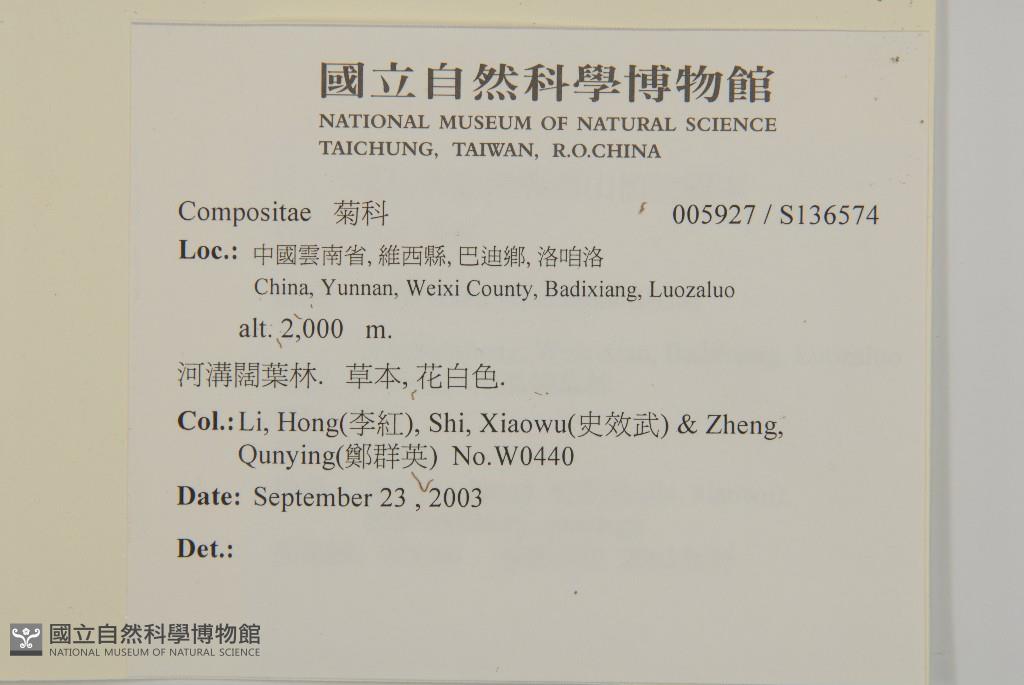 國立自然科學博物館
NATIONAL MUSEUM OF NATURAL SCIENCE
TAICHUNG, TAIWAN, R.O.CHINA
Compositae 菊科 005927 / S136574
Loc.: 中國雲南省, 維西縣, 巴迪鄉, 洛咱洛
China, Yunnan, Weixi County, Badixiang, Luozaluo
alt. 2,000 m.
河溝闊葉林. 草本, 花白色.
Col.: Li, Hong(李紅), Shi, Xiaowu(史效武) & Zheng,
Qunying(鄭群英) No.W0440
Date: September 23 , 2003
Det.:
國立自然科學博物館
NATIONAL MUSEUM OF NATURAL SCIENCE